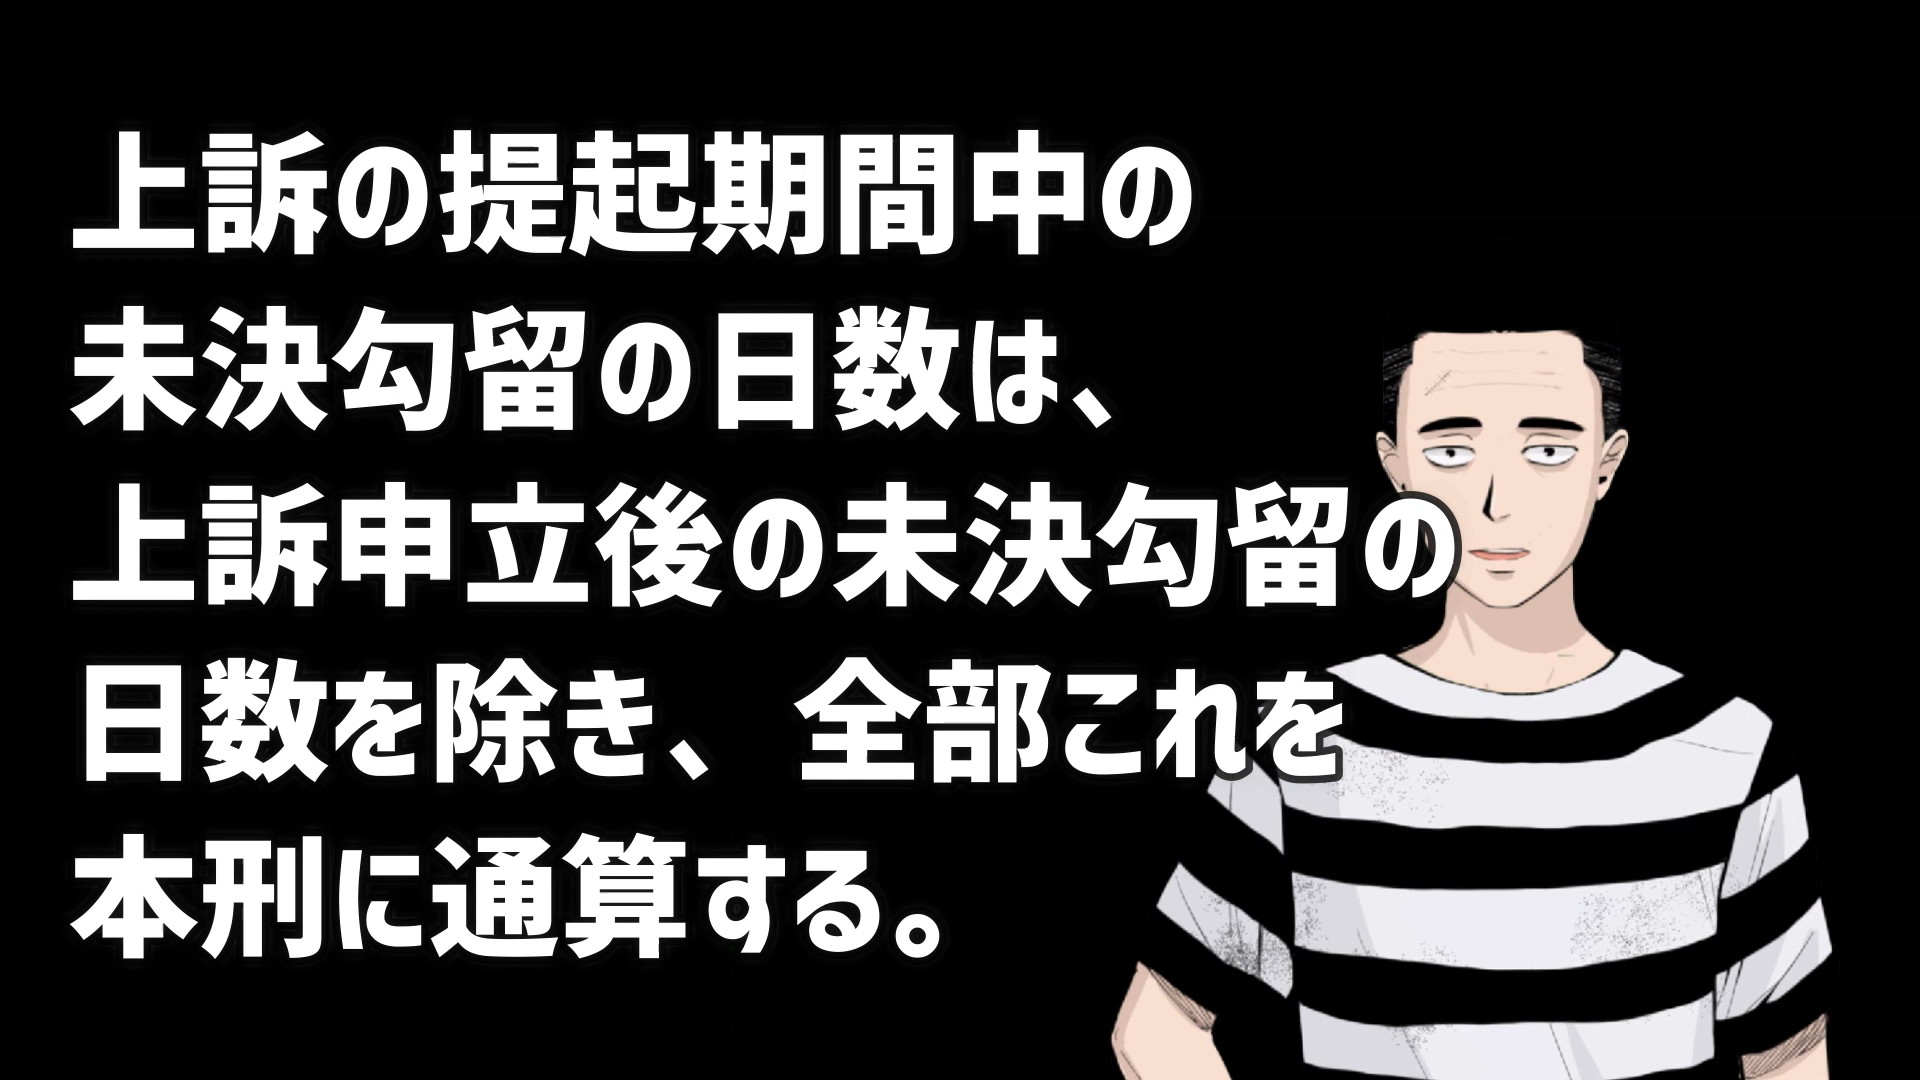 上訴の提起期間中の
未決勾留の日数は、
上訴申立後の未決勾留の
日数を除き、全部これを
本刑に通算する。